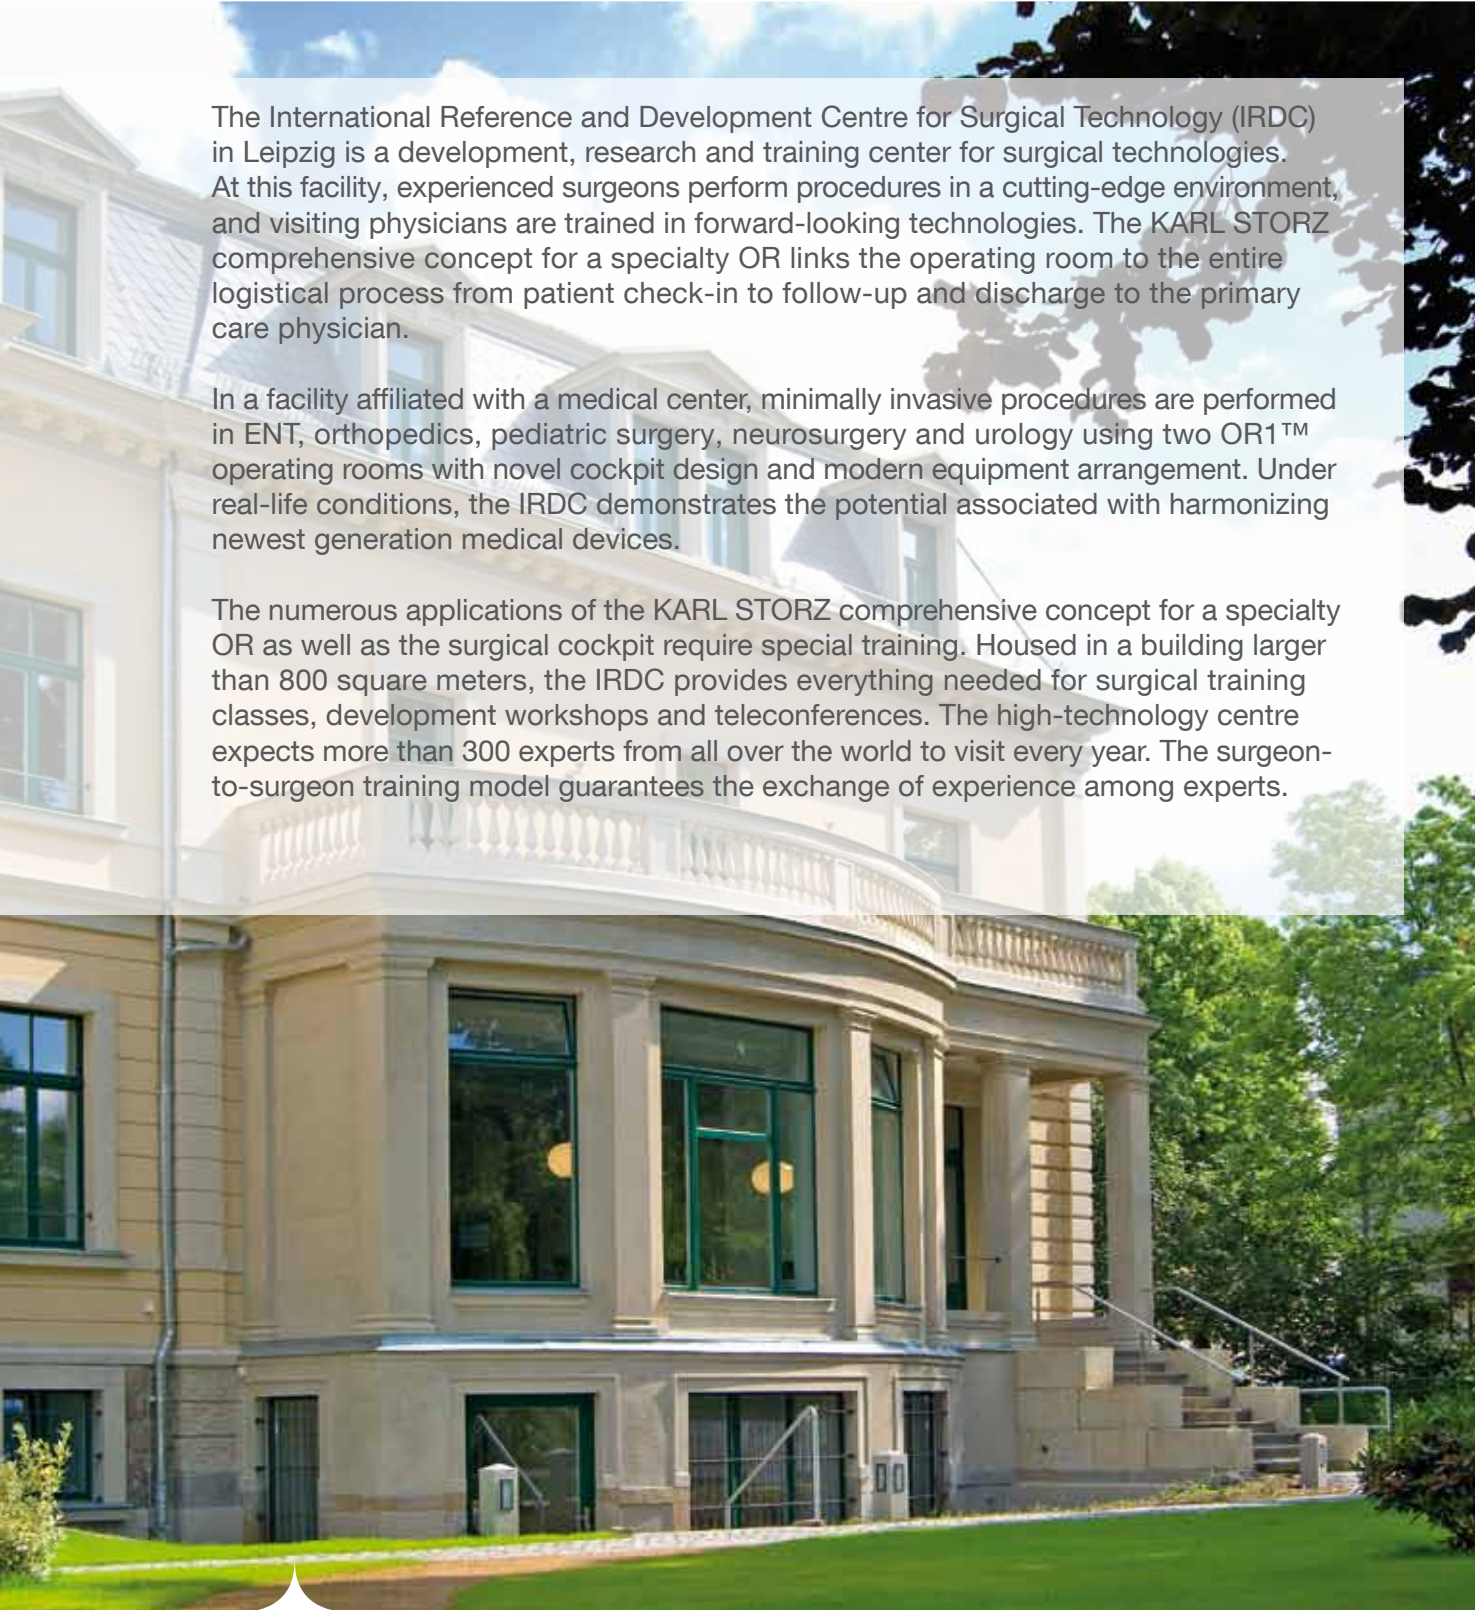 The International Reference and Development Centre for Surgical Technology (IRDC)
in Leipzig is a development, research and training center for surgical technologies.
At this facility, experienced surgeons perform procedures in a cutting-edge environment,
and visiting physicians are trained in forward-looking technologies. The KARL STORZ
comprehensive concept for a specialty OR links the operating room to the entire
logistical process from patient check-in to follow-up and discharge to the primary
care physician.
In a facility affiliated with a medical center, minimally invasive procedures are performed
in ENT, orthopedics, pediatric surgery, neurosurgery and urology using two OR1™
operating rooms with novel cockpit design and modern equipment arrangement. Under
real-life conditions, the IRDC demonstrates the potential associated with harmonizing
newest generation medical devices.
The numerous applications of the KARL STORZ comprehensive concept for a specialty
OR as well as the surgical cockpit require special training. Housed in a building larger
than 800 square meters, the IRDC provides everything needed for surgical training
classes, development workshops and teleconferences. The high-technology centre
expects more than 300 experts from all over the world to visit every year. The surgeon-
to-surgeon training model guarantees the exchange of experience among experts.